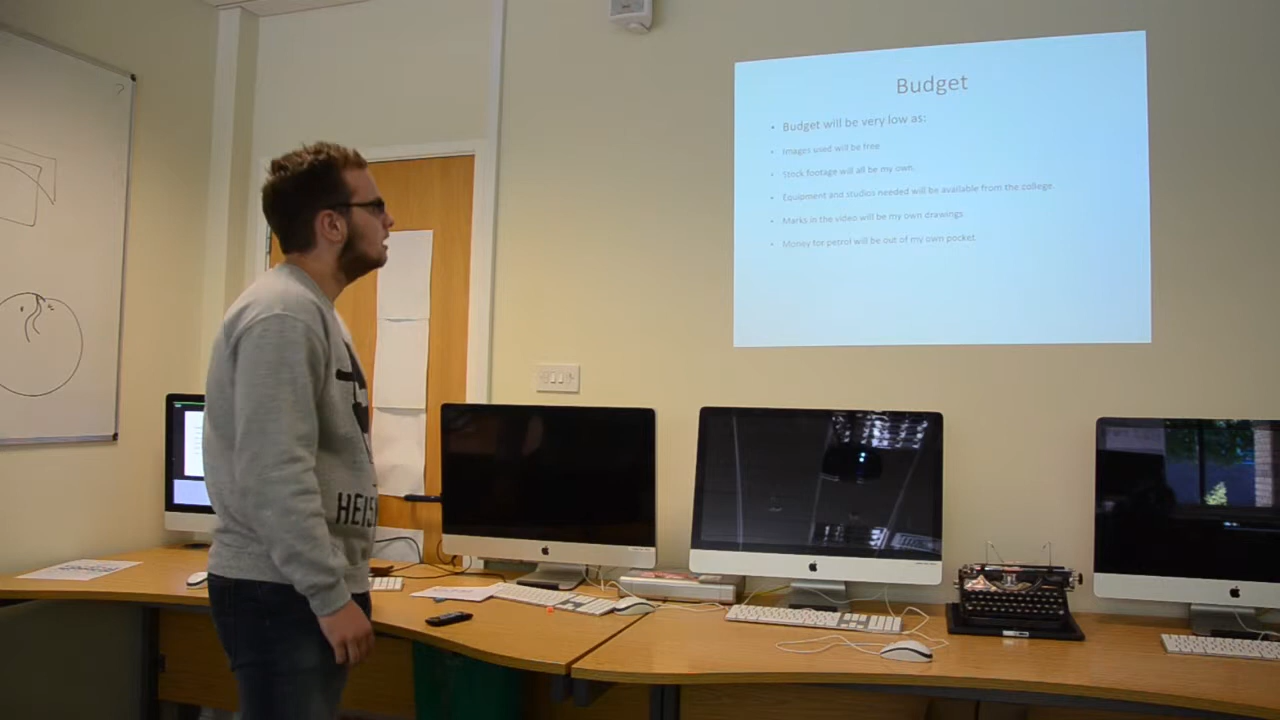 Budget
• Budget will be very low as:
• Images used will be free
• Stock footage will all be my own.
• Equipment and studios needed will be available from the college.
• Marks in the video will be my own drawings
• Money for petrol will be out of my own pocket.
HEIS